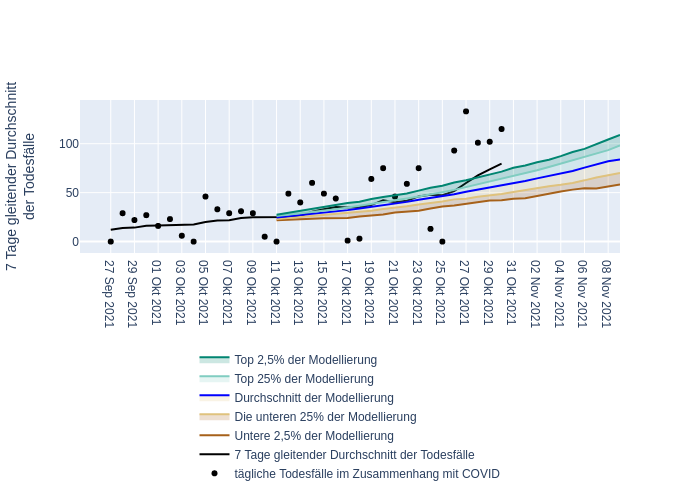 7 Tage gleitender Durchschnitt
der Todesfälle
100
50
0
27 Sep 2021
29 Sep 2021
01 Okt 2021
03 Okt 2021
05 Okt 2021
07 Okt 2021
09 Okt 2021
11 Okt 2021
13 Okt 2021
15 Okt 2021
17 Okt 2021
19 Okt 2021
21 Okt 2021
23 Okt 2021
25 Okt 2021
27 Okt 2021
29 Okt 2021
31 Okt 2021
02 Nov 2021
04 Nov 2021
06 Nov 2021
08 Nov 2021
Top 2,5% der Modellierung
Top 25% der Modellierung
Durchschnitt der Modellierung
Die unteren 25% der Modellierung
Untere 2,5% der Modellierung
7 Tage gleitender Durchschnitt der Todesfälle
tägliche Todesfälle im Zusammenhang mit COVID